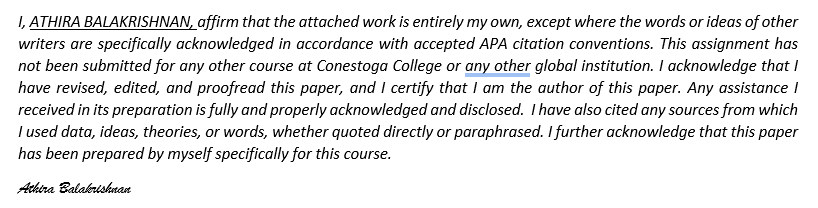 I, ATHIRA BALAKRISHNAN, affirm that the attached work is entirely my own, except where the words or ideas of other
writers are specifically acknowledged in accordance with accepted APA citation conventions. This assignment has
not been submitted for any other course at Conestoga College or any other global institution. I acknowledge that I
have revised, edited, and proofread this paper, and I certify that I am the author of this paper. Any assistance I
received in its preparation is fully and properly acknowledged and disclosed. I have also cited any sources from which
I used data, ideas, theories, or words, whether quoted directly or paraphrased. I further acknowledge that this paper
has been prepared by myself specifically for this course.
Athira Balakrishnan